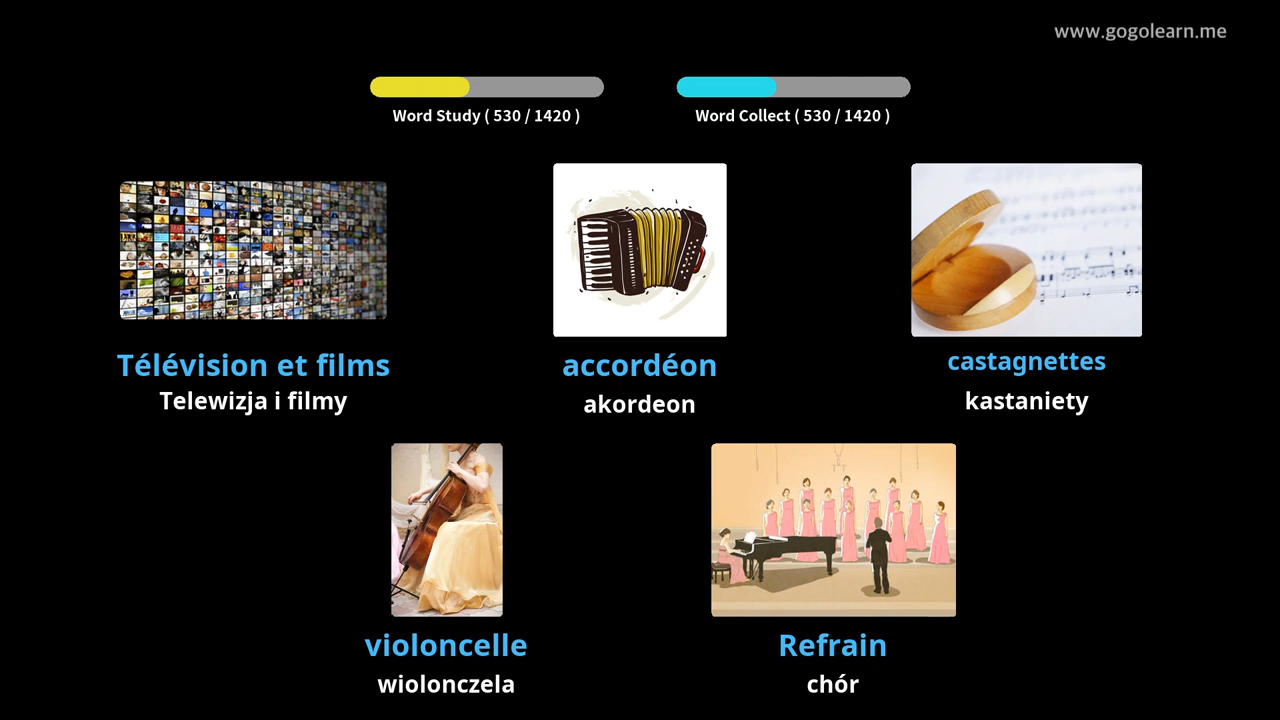 www.gogolearn.me
Word Study ( 530 / 1420 )
Word Collect ( 530 / 1420 )
Télévision et films
Telewizja i filmy
accordéon
akordeon
castagnettes
kastaniety
violoncelle
wiolonczela
Refrain
chór